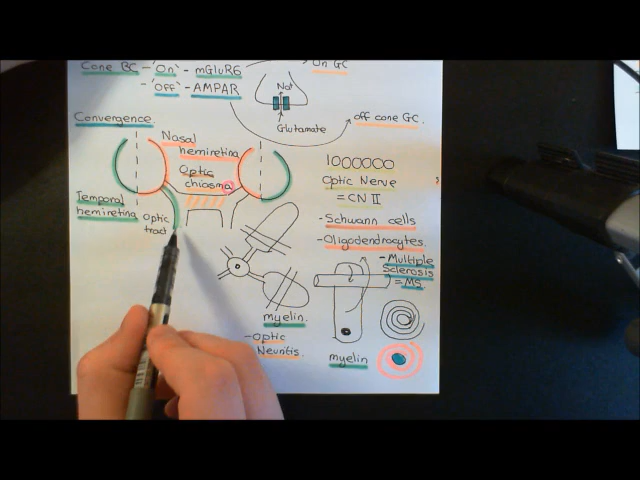 Cone BC - 'On' - mGluR6
On GC
- 'Off' - AMPAR
Na+
Glutamate
off cone GC.
Convergence
Nasal
hemiretina
Optic
chiasma
Temporal
hemiretina
Optic
tract
1000000
Optic Nerve
= CN II
- Schwann cells
- Oligodendrocytes.
- Multiple
Sclerosis
= MS.
myelin.
- Optic
Neuritis.
myelin